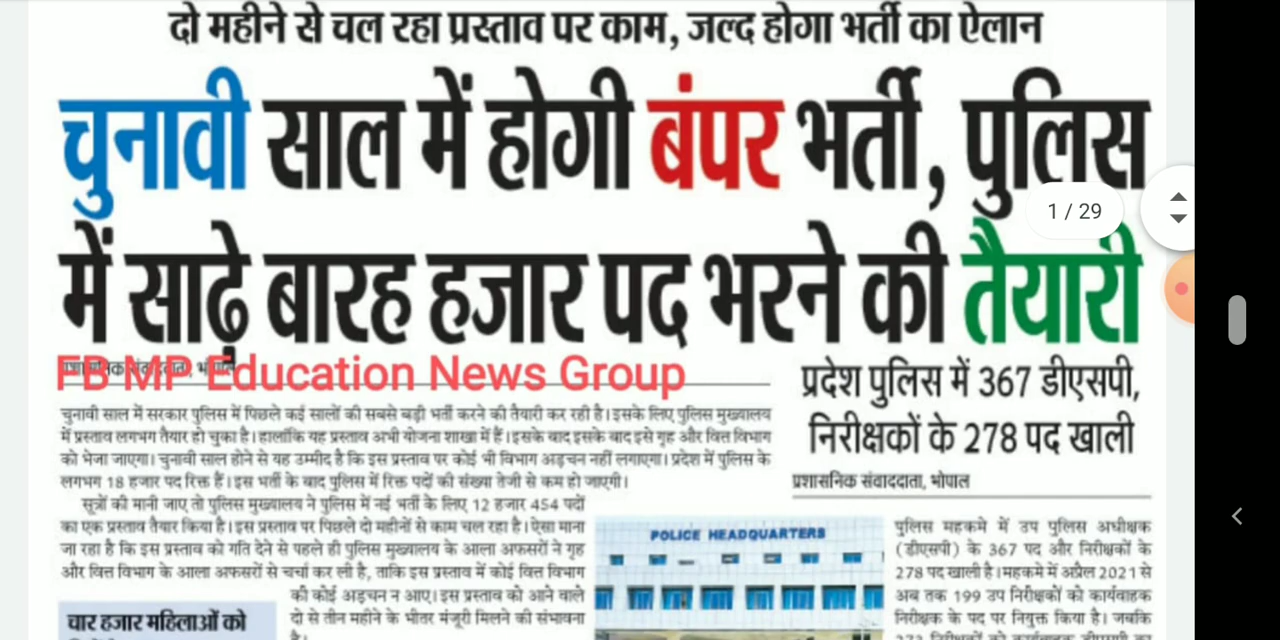 दो महीने से चल रहा प्रस्ताव पर काम, जल्द होगा भर्ती का ऐलान
चुनावी साल में होगी बंपर भर्ती, पुलिस
में साढ़े बारह हजार पद भरने की तैयारी
1 / 29
FB MP Education News Group
चुनावी साल में सरकार पुलिस में पिछले कई सालों की सबसे बड़ी भर्ती करने की तैयारी कर रही है। इसके लिए पुलिस मुख्यालय
में प्रस्ताव लगभग तैयार हो चुका है। हालांकि यह प्रस्ताव अभी योजना शाखा में हैं। इसके बाद इसके बाद इसे गृह और वित्त विभाग
को भेजा जाएगा। चुनावी साल होने से यह उम्मीद है कि इस प्रस्ताव पर कोई भी विभाग अड़चन नहीं लगाएगा। प्रदेश में पुलिस के
लगभग 18 हजार पद रिक्त हैं। इस भर्ती के बाद पुलिस में रिक्त पदों की संख्या तेजी से कम हो जाएगी।
सूत्रों की मानी जाए तो पुलिस मुख्यालय ने पुलिस में नई भर्ती के लिए 12 हजार 454 पदों
का एक प्रस्ताव तैयार किया है। इस प्रस्ताव पर पिछले दो महीनों से काम चल रहा है। ऐसा माना
जा रहा है कि इस प्रस्ताव को गति देने से पहले ही पुलिस मुख्यालय के आला अफसरों ने गृह
और वित्त विभाग के आला अफसरों से चर्चा कर ली है, ताकि इस प्रस्ताव में कोई वित्त विभाग
की कोई अड़चन न आए। इस प्रस्ताव को आने वाले
दो से तीन महीने के भीतर मंजूरी मिलने की संभावना
है।
चार हजार महिलाओं को
POLICE HEADQUARTERS
प्रदेश पुलिस में 367 डीएसपी,
निरीक्षकों के 278 पद खाली
प्रशासनिक संवाददाता, भोपाल
पुलिस महकमे में उप पुलिस अधीक्षक
(डीएसपी) के 367 पद और निरीक्षकों के
278 पद खाली है। महकमे में अप्रैल 2021 से
अब तक 199 उप निरीक्षकों को कार्यवाहक
निरीक्षक के पद पर नियुक्त किया है। जबकि